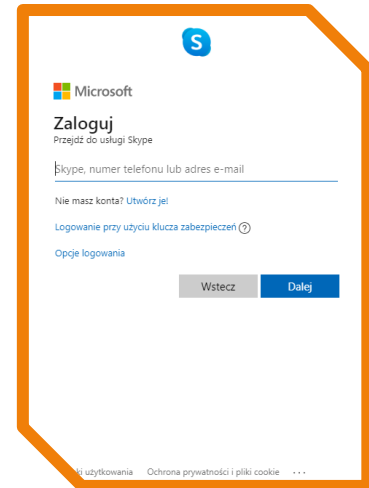 S
Microsoft
Zaloguj
Przejdź do usługi Skype
Skype, numer telefonu lub adres e-mail
Nie masz konta? Utwórz je!
Logowanie przy użyciu klucza zabezpieczeń ?
Opcje logowania
Wstecz Dalej
użytkowania Ochrona prywatności i pliki cookie ...